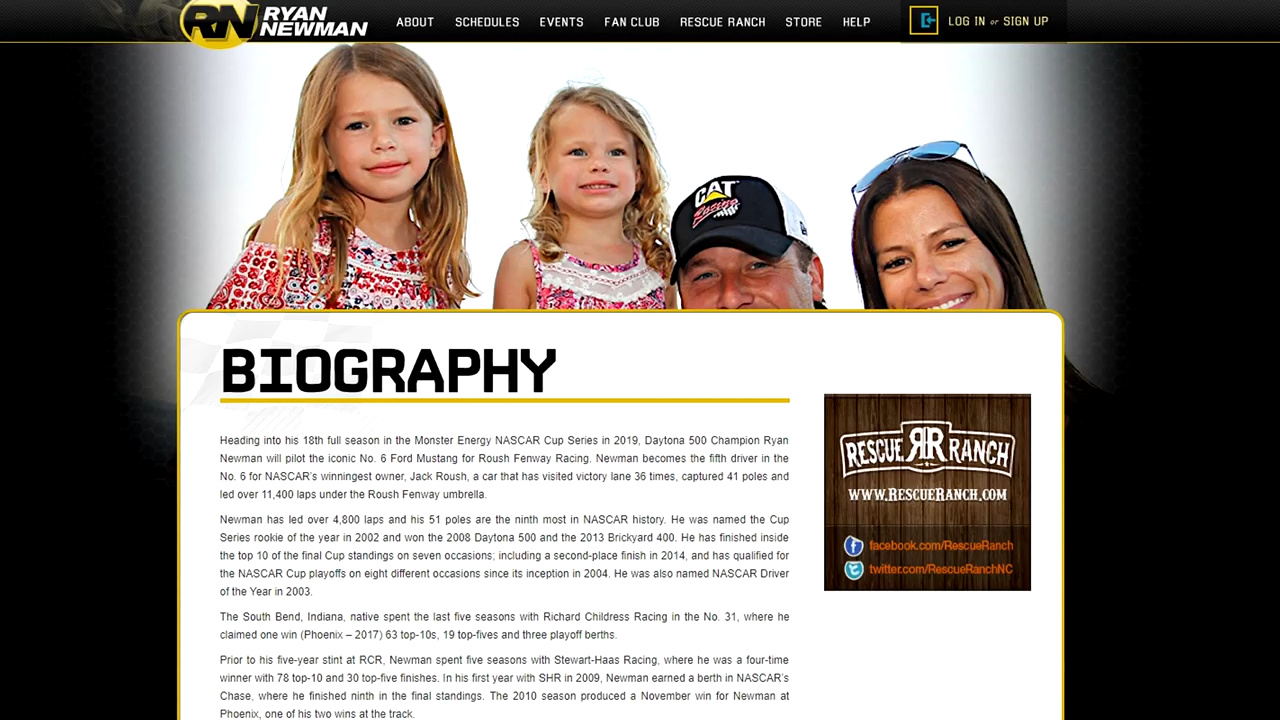 RN RYAN NEWMAN
ABOUT SCHEDULES EVENTS FAN CLUB RESCUE RANCH STORE HELP LOG IN or SIGN UP
CAT
Racing
BIOGRAPHY
Heading into his 18th full season in the Monster Energy NASCAR Cup Series in 2019, Daytona 500 Champion Ryan
Newman will pilot the iconic No. 6 Ford Mustang for Roush Fenway Racing. Newman becomes the fifth driver in the
No. 6 for NASCAR's winningest owner, Jack Roush, a car that has visited victory lane 36 times, captured 41 poles and
led over 11,400 laps under the Roush Fenway umbrella.
Newman has led over 4,800 laps and his 51 poles are the ninth most in NASCAR history. He was named the Cup
Series rookie of the year in 2002 and won the 2008 Daytona 500 and the 2013 Brickyard 400. He has finished inside
the top 10 of the final Cup standings on seven occasions; including a second-place finish in 2014, and has qualified for
the NASCAR Cup playoffs on eight different occasions since its inception in 2004. He was also named NASCAR Driver
of the Year in 2003.
The South Bend, Indiana, native spent the last five seasons with Richard Childress Racing in the No. 31, where he
claimed one win (Phoenix – 2017) 63 top-10s, 19 top-fives and three playoff berths.
Prior to his five-year stint at RCR, Newman spent five seasons with Stewart-Haas Racing, where he was a four-time
winner with 78 top-10 and 30 top-five finishes. In his first year with SHR in 2009, Newman earned a berth in NASCAR's
Chase, where he finished ninth in the final standings. The 2010 season produced a November win for Newman at
Phoenix, one of his two wins at the track.
RESCUE RR RANCH
WWW.RESCUERANCH.COM
facebook.com/RescueRanch
twitter.com/RescueRanchNC